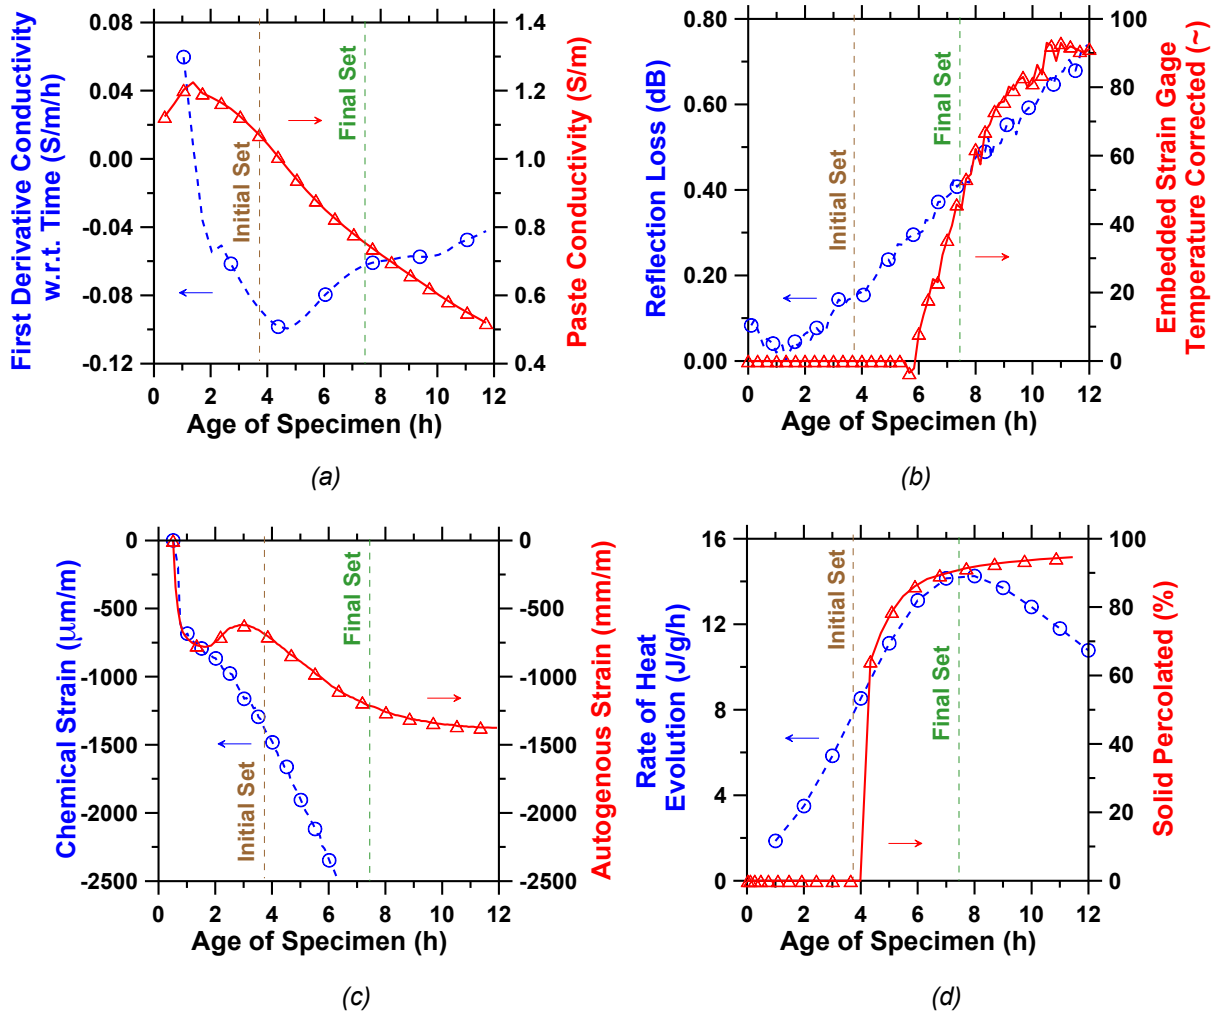 First Derivative Conductivity
w.r.t. Time (S/m/h)
0.08
0.04
0.00
-0.04
-0.08
-0.12
Initial Set
Final Set
1.4
1.2
1.0
0.8
0.6
0.4
Paste Conductivity (S/m)
0 2 4 6 8 10 12
Age of Specimen (h)
(a)
Reflection Loss (dB)
0.80
0.60
0.40
0.20
0.00
Initial Set
Final Set
100
80
60
40
20
0
Embedded Strain Gage
Temperature Corrected (~)
0 2 4 6 8 10 12
Age of Specimen (h)
(b)
Chemical Strain (μm/m)
0
-500
-1000
-1500
-2000
-2500
Initial Set
Final Set
0
-500
-1000
-1500
-2000
-2500
Autogenous Strain (mm/m)
0 2 4 6 8 10 12
Age of Specimen (h)
(c)
Rate of Heat
Evolution (J/g/h)
16
12
8
4
0
Initial Set
Final Set
100
80
60
40
20
0
Solid Percolated (%)
0 2 4 6 8 10 12
Age of Specimen (h)
(d)